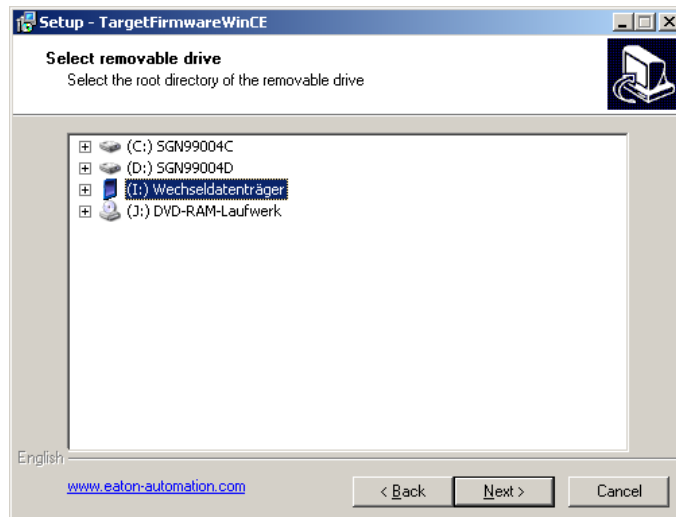 Setup - TargetFirmwareWinCE
Select removable drive
Select the root directory of the removable drive
(C:) SGN99004C
(D:) SGN99004D
(I:) Wechseldatenträger
(J:) DVD-RAM-Laufwerk
English
www.eaton-automation.com
< Back
Next >
Cancel